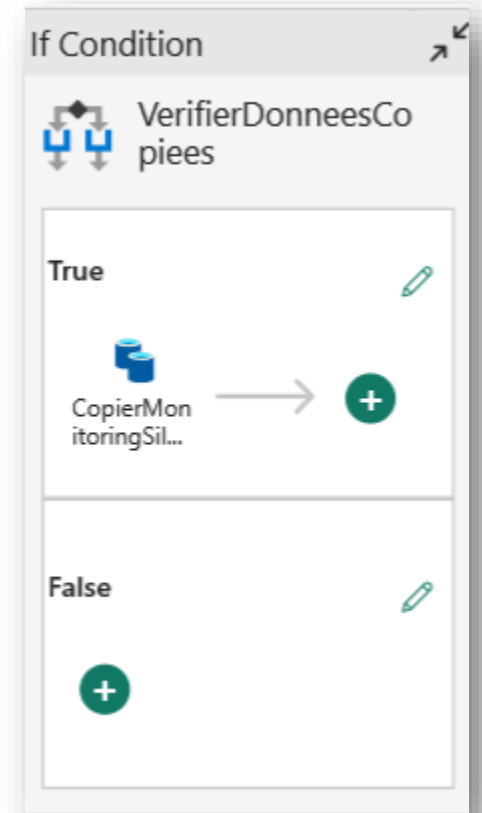 If Condition
VerifierDonneesCo
piees
True
CopierMon
itoringSil...
False